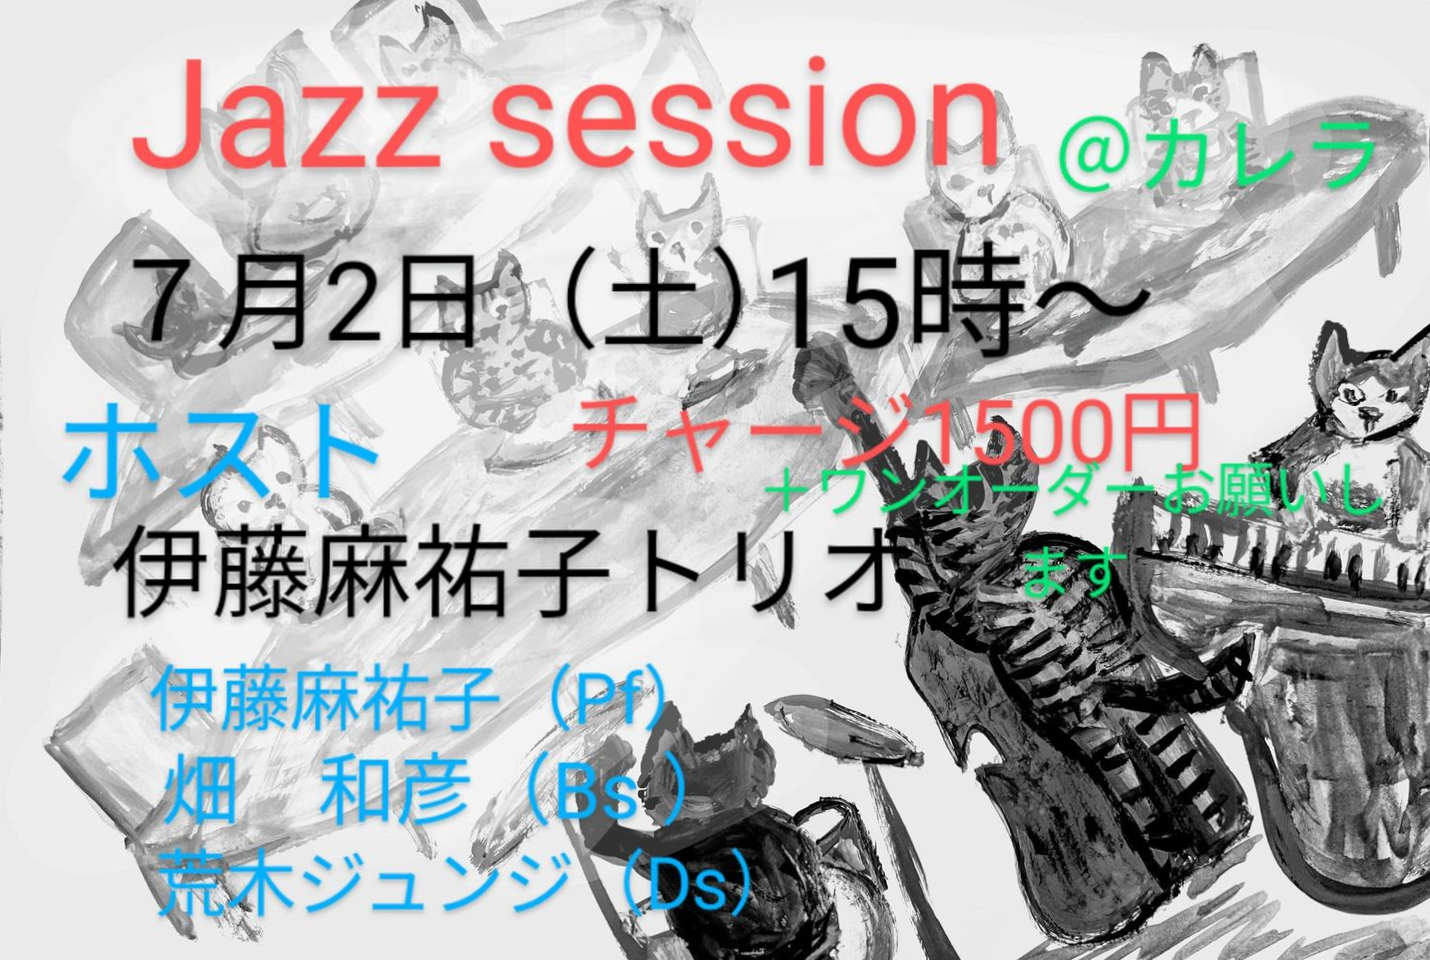 Jazz session @カレラ
７月2日（土）15時〜
ホスト
チャージ1500円
＋ワンオーダーお願いし
ます
伊藤麻祐子トリオ
伊藤麻祐子（Pf）
畑　和彦（Bs）
荒木ジュンジ（Ds）